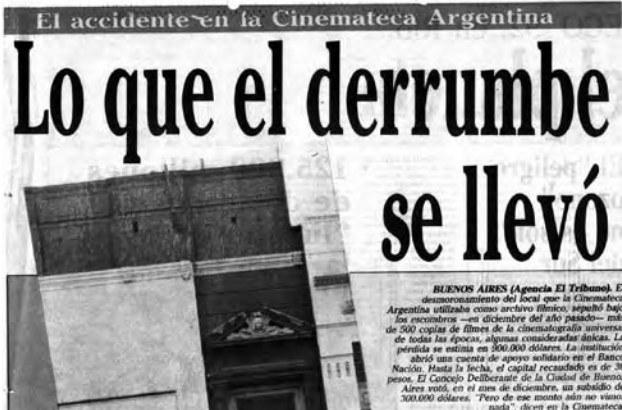 El accidente en la Cinemateca Argentina
Lo que el derrumbe
se llevó
BUENOS AIRES (Agencia El Tribuno). E
desmoronamiento del local que la Cinemateca
Argentina utilizaba como archivo fílmico, sepultó bajo
los escombros —en diciembre del año pasado— más
de 500 copias de filmes de la cinematografía universa
de todas las épocas, algunas consideradas únicas. La
pérdida se estima en 900.000 dólares. La institución
abrió una cuenta de apoyo solidario en el Banco
Nación. Hasta la fecha, el capital recaudado es de 30
pesos. El Concejo Deliberante de la Ciudad de Buenos
Aires votó, en el mes de diciembre, un subsidio de
300.000 dólares. "Pero de ese monto aún no vimos
nada", dicen en la Cinemateca